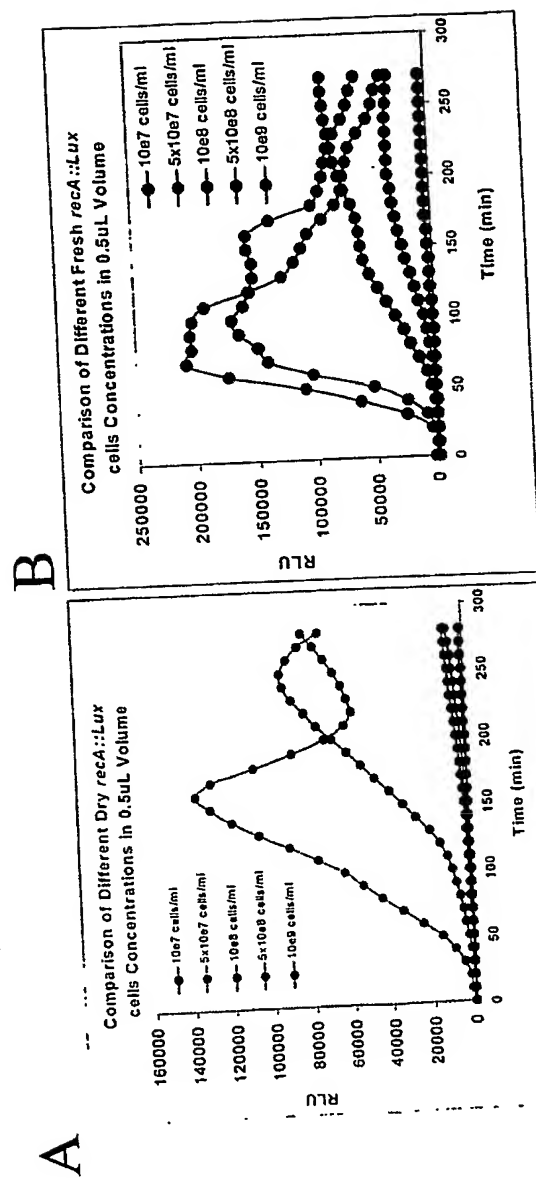 A
Comparison of Different Dry recA::Lux
cells Concentrations in 0.5uL Volume
160000
140000
120000
100000
80000
60000
40000
20000
0
RLU
10e7 cells/ml
5x10e7 cells/ml
10e8 cells/ml
5x10e8 cells/ml
10e9 cells/ml
0
50
100
150
200
250
300
Time (min)
B
Comparison of Different Fresh recA::Lux
cells Concentrations in 0.5uL Volume
250000
200000
150000
100000
50000
0
RLU
10e7 cells/ml
5x10e7 cells/ml
10e8 cells/ml
5x10e8 cells/ml
10e9 cells/ml
0
50
100
150
200
250
300
Time (min)